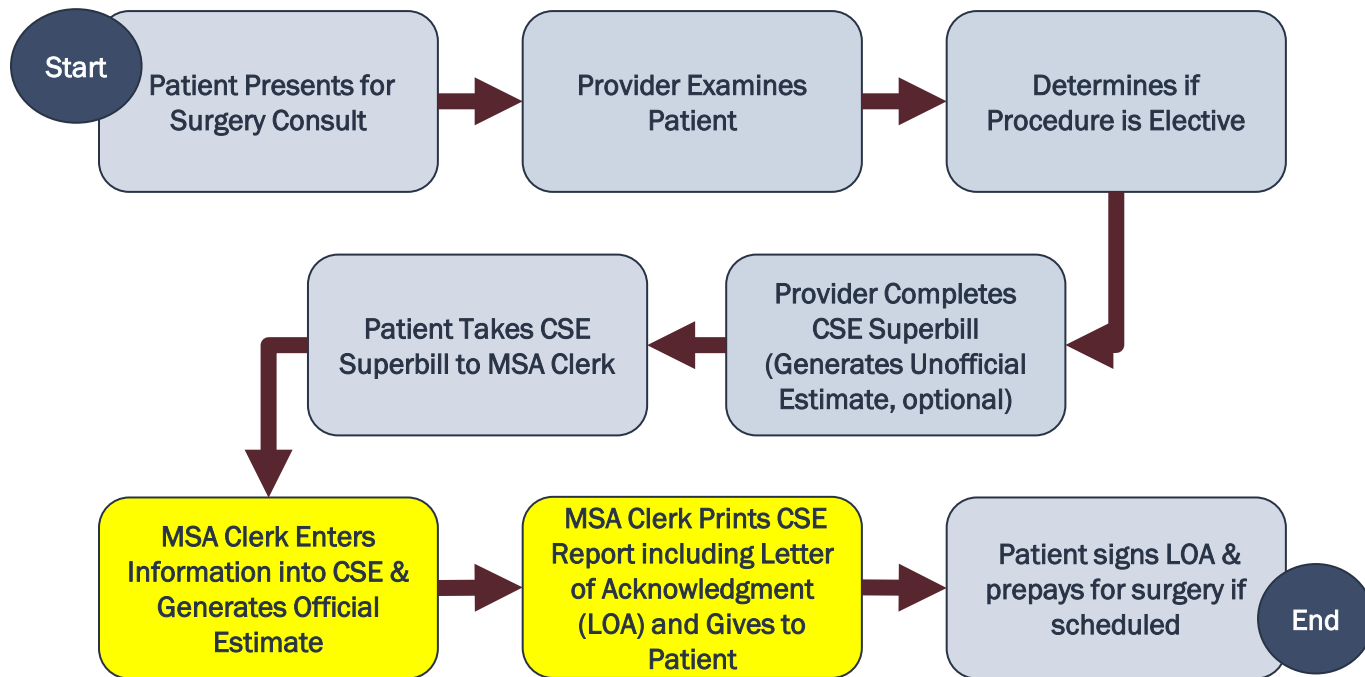 Start
Patient Presents for
Surgery Consult
Provider Examines
Patient
Determines if
Procedure is Elective
Provider Completes
CSE Superbill
(Generates Unofficial
Estimate, optional)
Patient Takes CSE
Superbill to MSA Clerk
MSA Clerk Enters
Information into CSE &
Generates Official
Estimate
MSA Clerk Prints CSE
Report including Letter
of Acknowledgment
(LOA) and Gives to
Patient
Patient signs LOA &
prepays for surgery if
scheduled
End